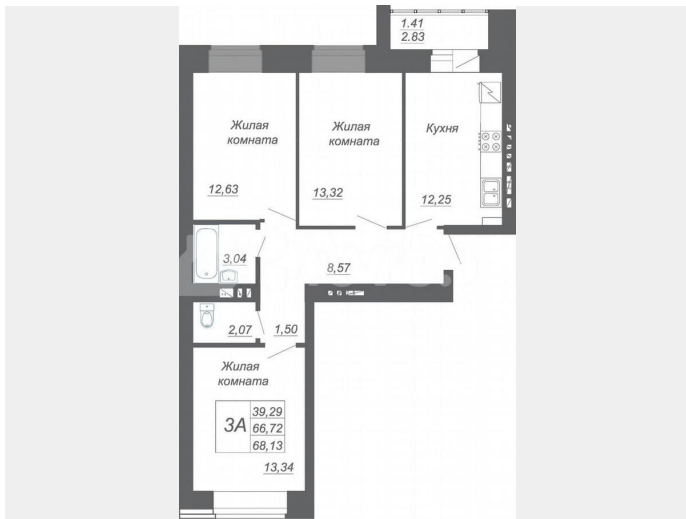 1.41
2.83
Жилая
комната
12,63
Жилая
комната
13,32
Кухня
12,25
3,04
8,57
2,07
1,50
Жилая
комната
3А
39,29
66,72
68,13
13,34